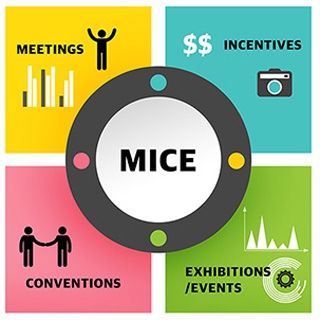 MEETINGS
$$ INCENTIVES
MICE
CONVENTIONS
EXHIBITIONS
/EVENTS